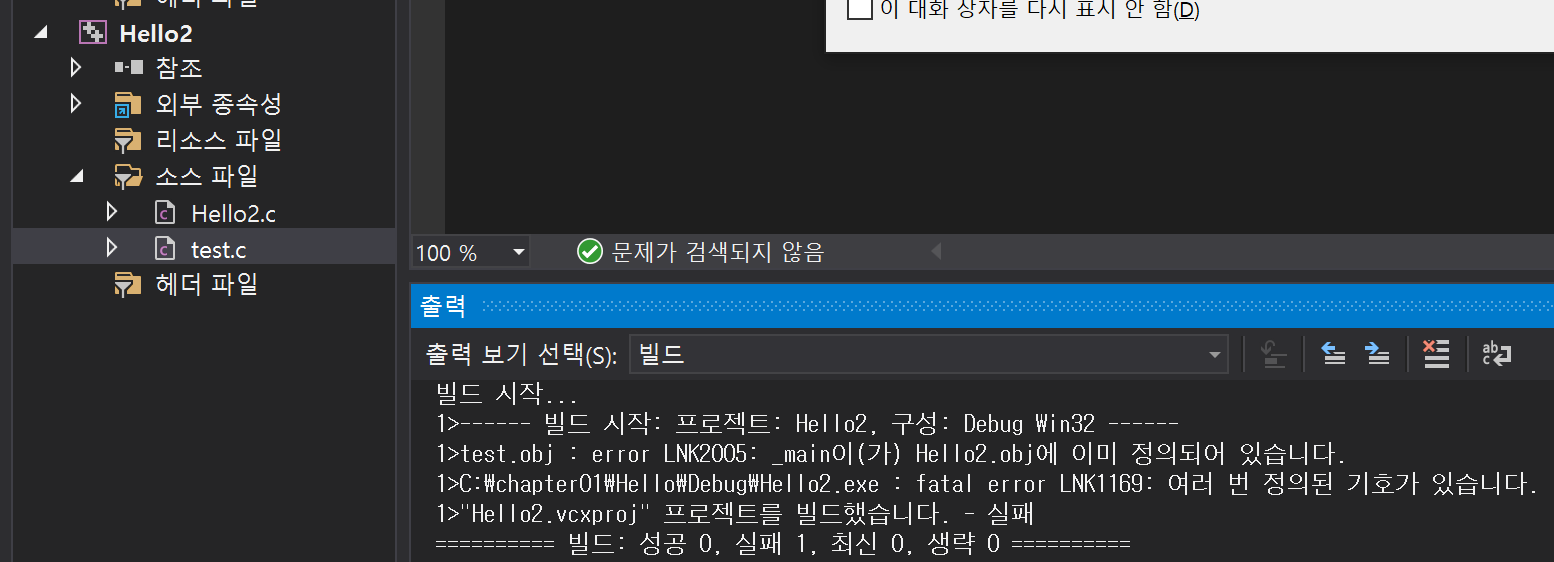 이 대화 상자를 다시 표시 안 함(D)
헤더 파일
Hello2
참조
외부 종속성
리소스 파일
소스 파일
Hello2.c
test.c
헤더 파일
100 %
문제가 검색되지 않음
출력
출력 보기 선택(S):
빌드
빌드 시작...
1>------ 빌드 시작: 프로젝트: Hello2, 구성: Debug Win32 ------
1>test.obj : error LNK2005: _main이(가) Hello2.obj에 이미 정의되어 있습니다.
1>C:\chapter01\Hello\Debug\Hello2.exe : fatal error LNK1169: 여러 번 정의된 기호가 있습니다.
1>"Hello2.vcxproj" 프로젝트를 빌드했습니다. - 실패
========== 빌드: 성공 0, 실패 1, 최신 0, 생략 0 ==========